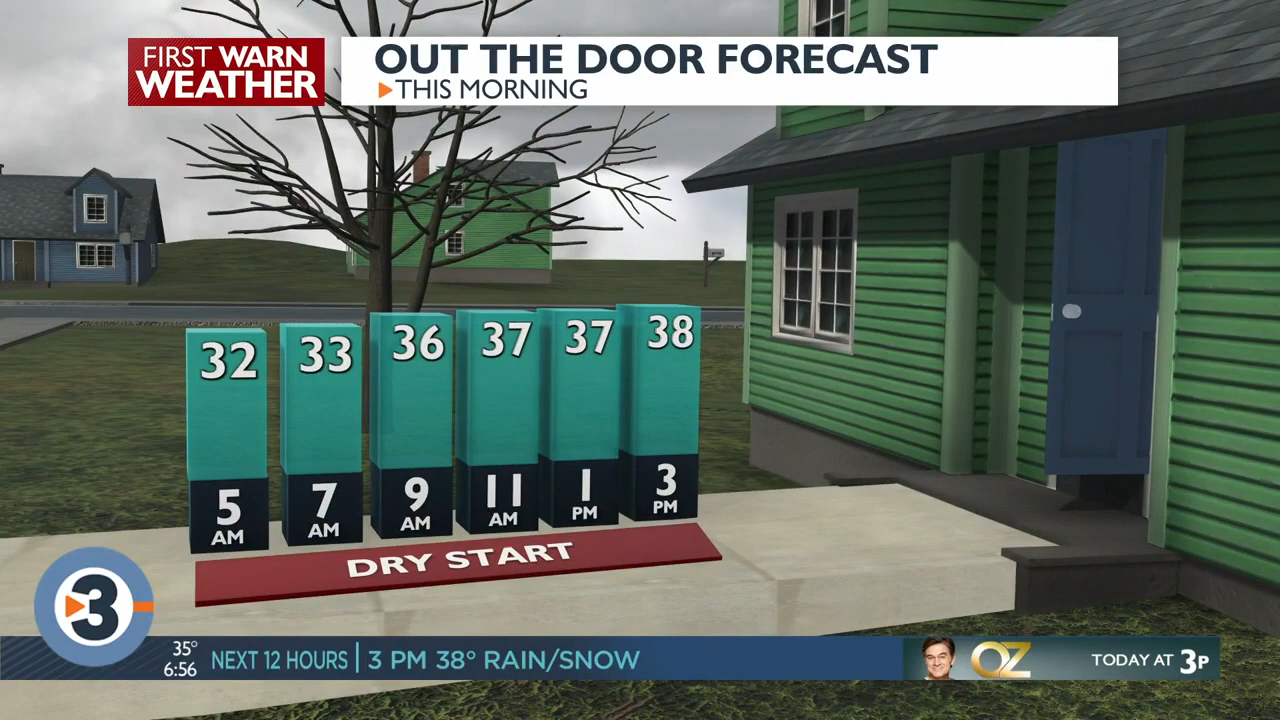 FIRST WARN
WEATHER
OUT THE DOOR FORECAST
THIS MORNING
32
33
36
37
37
38
5
AM
7
AM
9
AM
11
AM
1
PM
3
PM
DRY START
3
35°
6:56
NEXT 12 HOURS
3 PM 38° RAIN/SNOW
OZ
TODAY AT 3P